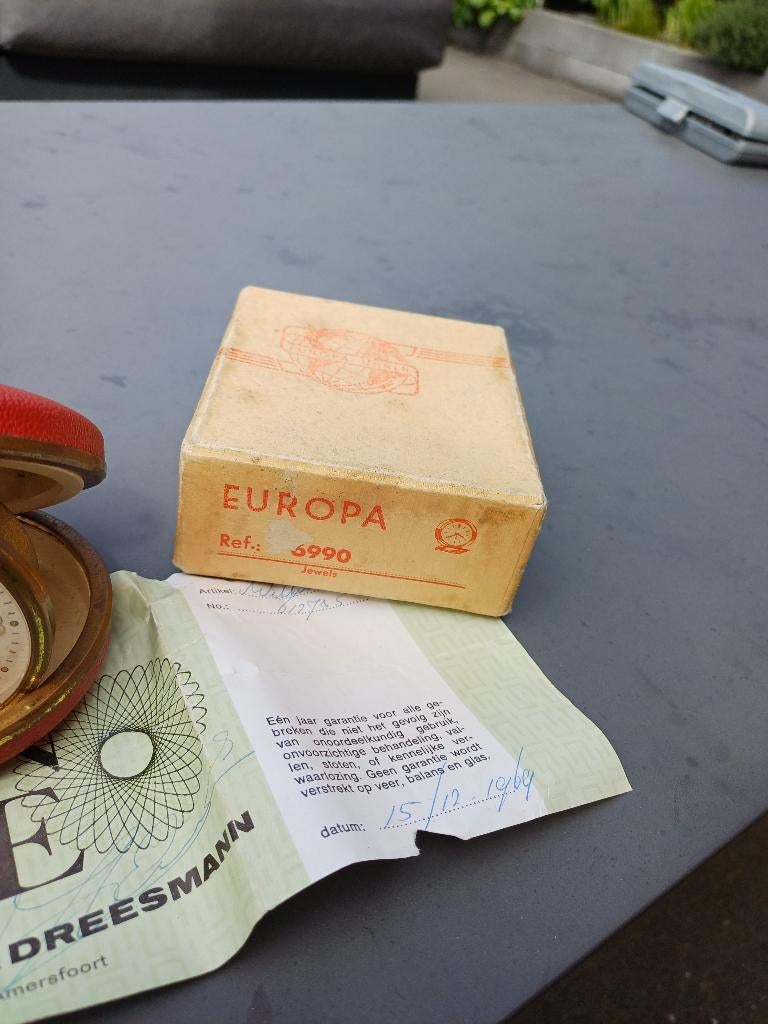 EUROPA
Ref.: 6990
Jewels
Artikel:
No.:
Eén jaar garantie voor alle ge-
breken die niet het gevolg zijn
van onoordeelkundig gebruik,
onvoorzichtige behandeling, val-
len, stoten, of kennelijke ver-
waarlozing. Geen garantie wordt
verstrekt op veer, balans en glas.
datum: 15/12-1969
DREESMANN
Amersfoort